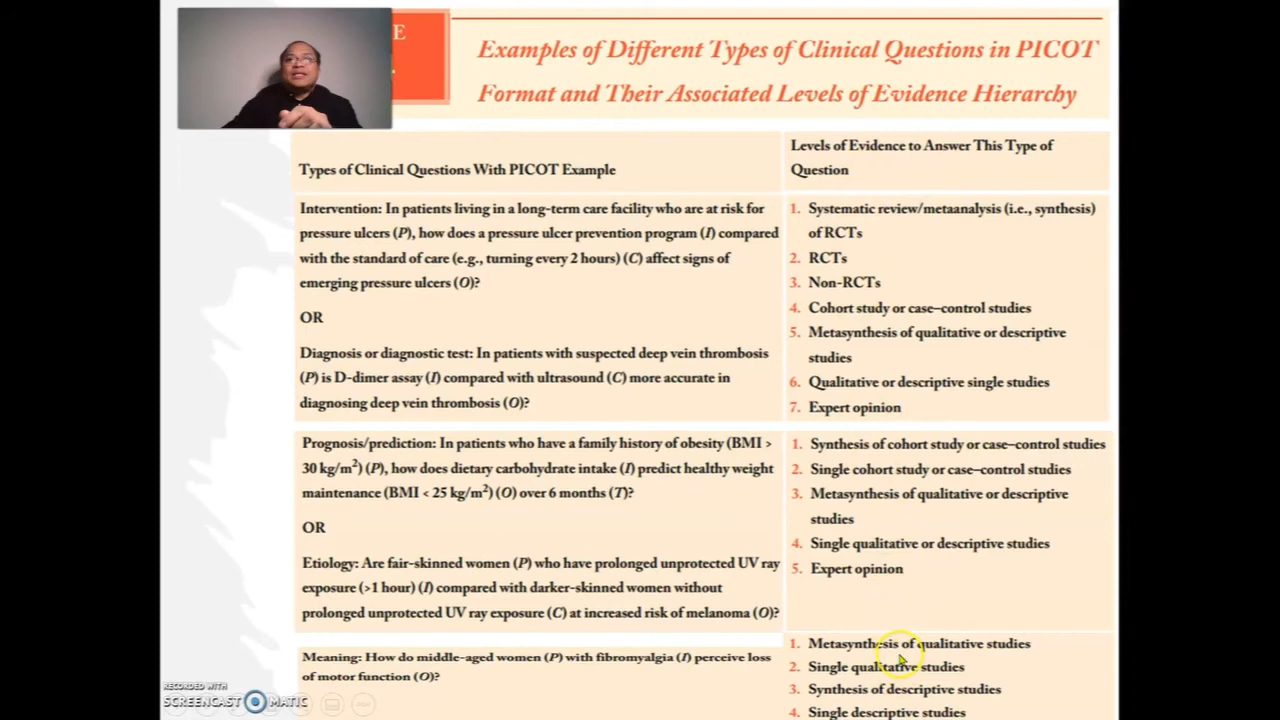 E
Examples of Different Types of Clinical Questions in PICOT
Format and Their Associated Levels of Evidence Hierarchy
Types of Clinical Questions With PICOT Example
Levels of Evidence to Answer This Type of
Question
Intervention: In patients living in a long-term care facility who are at risk for
pressure ulcers (P), how does a pressure ulcer prevention program (I) compared
with the standard of care (e.g., turning every 2 hours) (C) affect signs of
emerging pressure ulcers (O)?
OR
Diagnosis or diagnostic test: In patients with suspected deep vein thrombosis
(P) is D-dimer assay (I) compared with ultrasound (C) more accurate in
diagnosing deep vein thrombosis (O)?
1. Systematic review/metaanalysis (i.e., synthesis)
of RCTs
2. RCTs
3. Non-RCTs
4. Cohort study or case–control studies
5. Metasynthesis of qualitative or descriptive
studies
6. Qualitative or descriptive single studies
7. Expert opinion
Prognosis/prediction: In patients who have a family history of obesity (BMI >
30 kg/m²) (P), how does dietary carbohydrate intake (I) predict healthy weight
maintenance (BMI < 25 kg/m²) (O) over 6 months (T)?
OR
Etiology: Are fair-skinned women (P) who have prolonged unprotected UV ray
exposure (>1 hour) (I) compared with darker-skinned women without
prolonged unprotected UV ray exposure (C) at increased risk of melanoma (O)?
1. Synthesis of cohort study or case–control studies
2. Single cohort study or case–control studies
3. Metasynthesis of qualitative or descriptive
studies
4. Single qualitative or descriptive studies
5. Expert opinion
Meaning: How do middle-aged women (P) with fibromyalgia (I) perceive loss
of motor function (O)?
1. Metasynthesis of qualitative studies
2. Single qualitative studies
3. Synthesis of descriptive studies
4. Single descriptive studies
RECORDED WITH
SCREENCAST MATIC